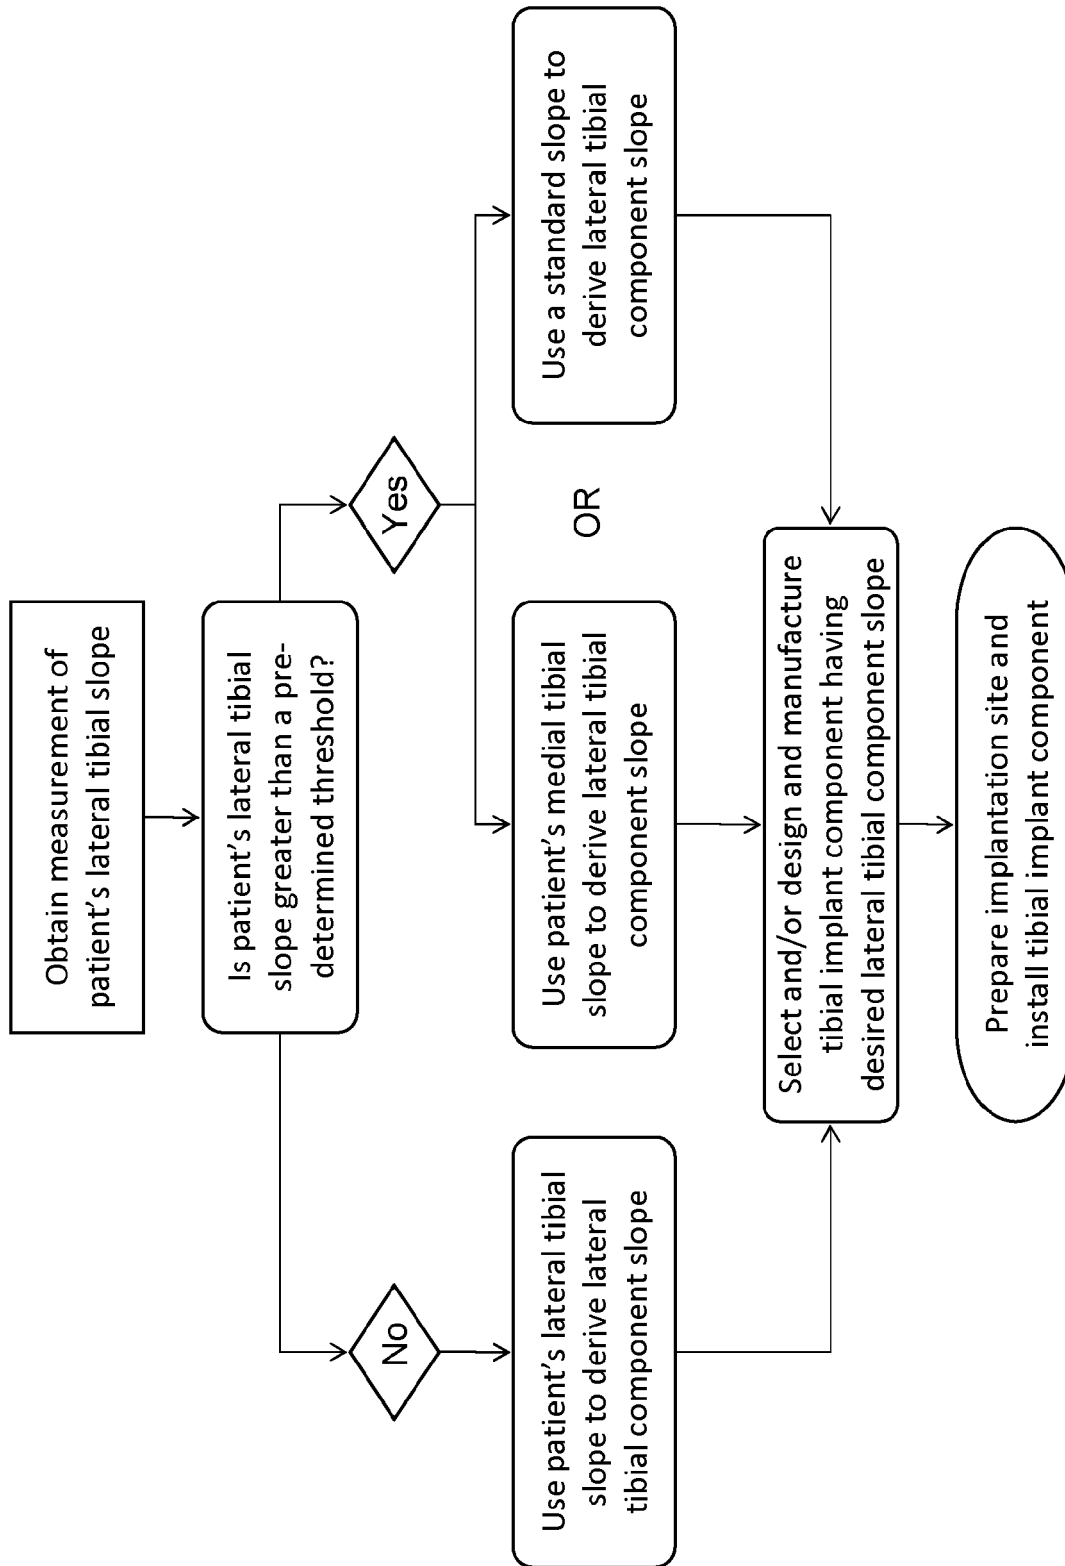 Obtain measurement of
patient's lateral tibial slope
Is patient's lateral tibial
slope greater than a pre-
determined threshold?
No
Yes
Use patient's lateral tibial
slope to derive lateral
tibial component slope
Use patient's medial tibial
slope to derive lateral tibial
component slope
OR
Use a standard slope to
derive lateral tibial
component slope
Select and/or design and manufacture
tibial implant component having
desired lateral tibial component slope
Prepare implantation site and
install tibial implant component